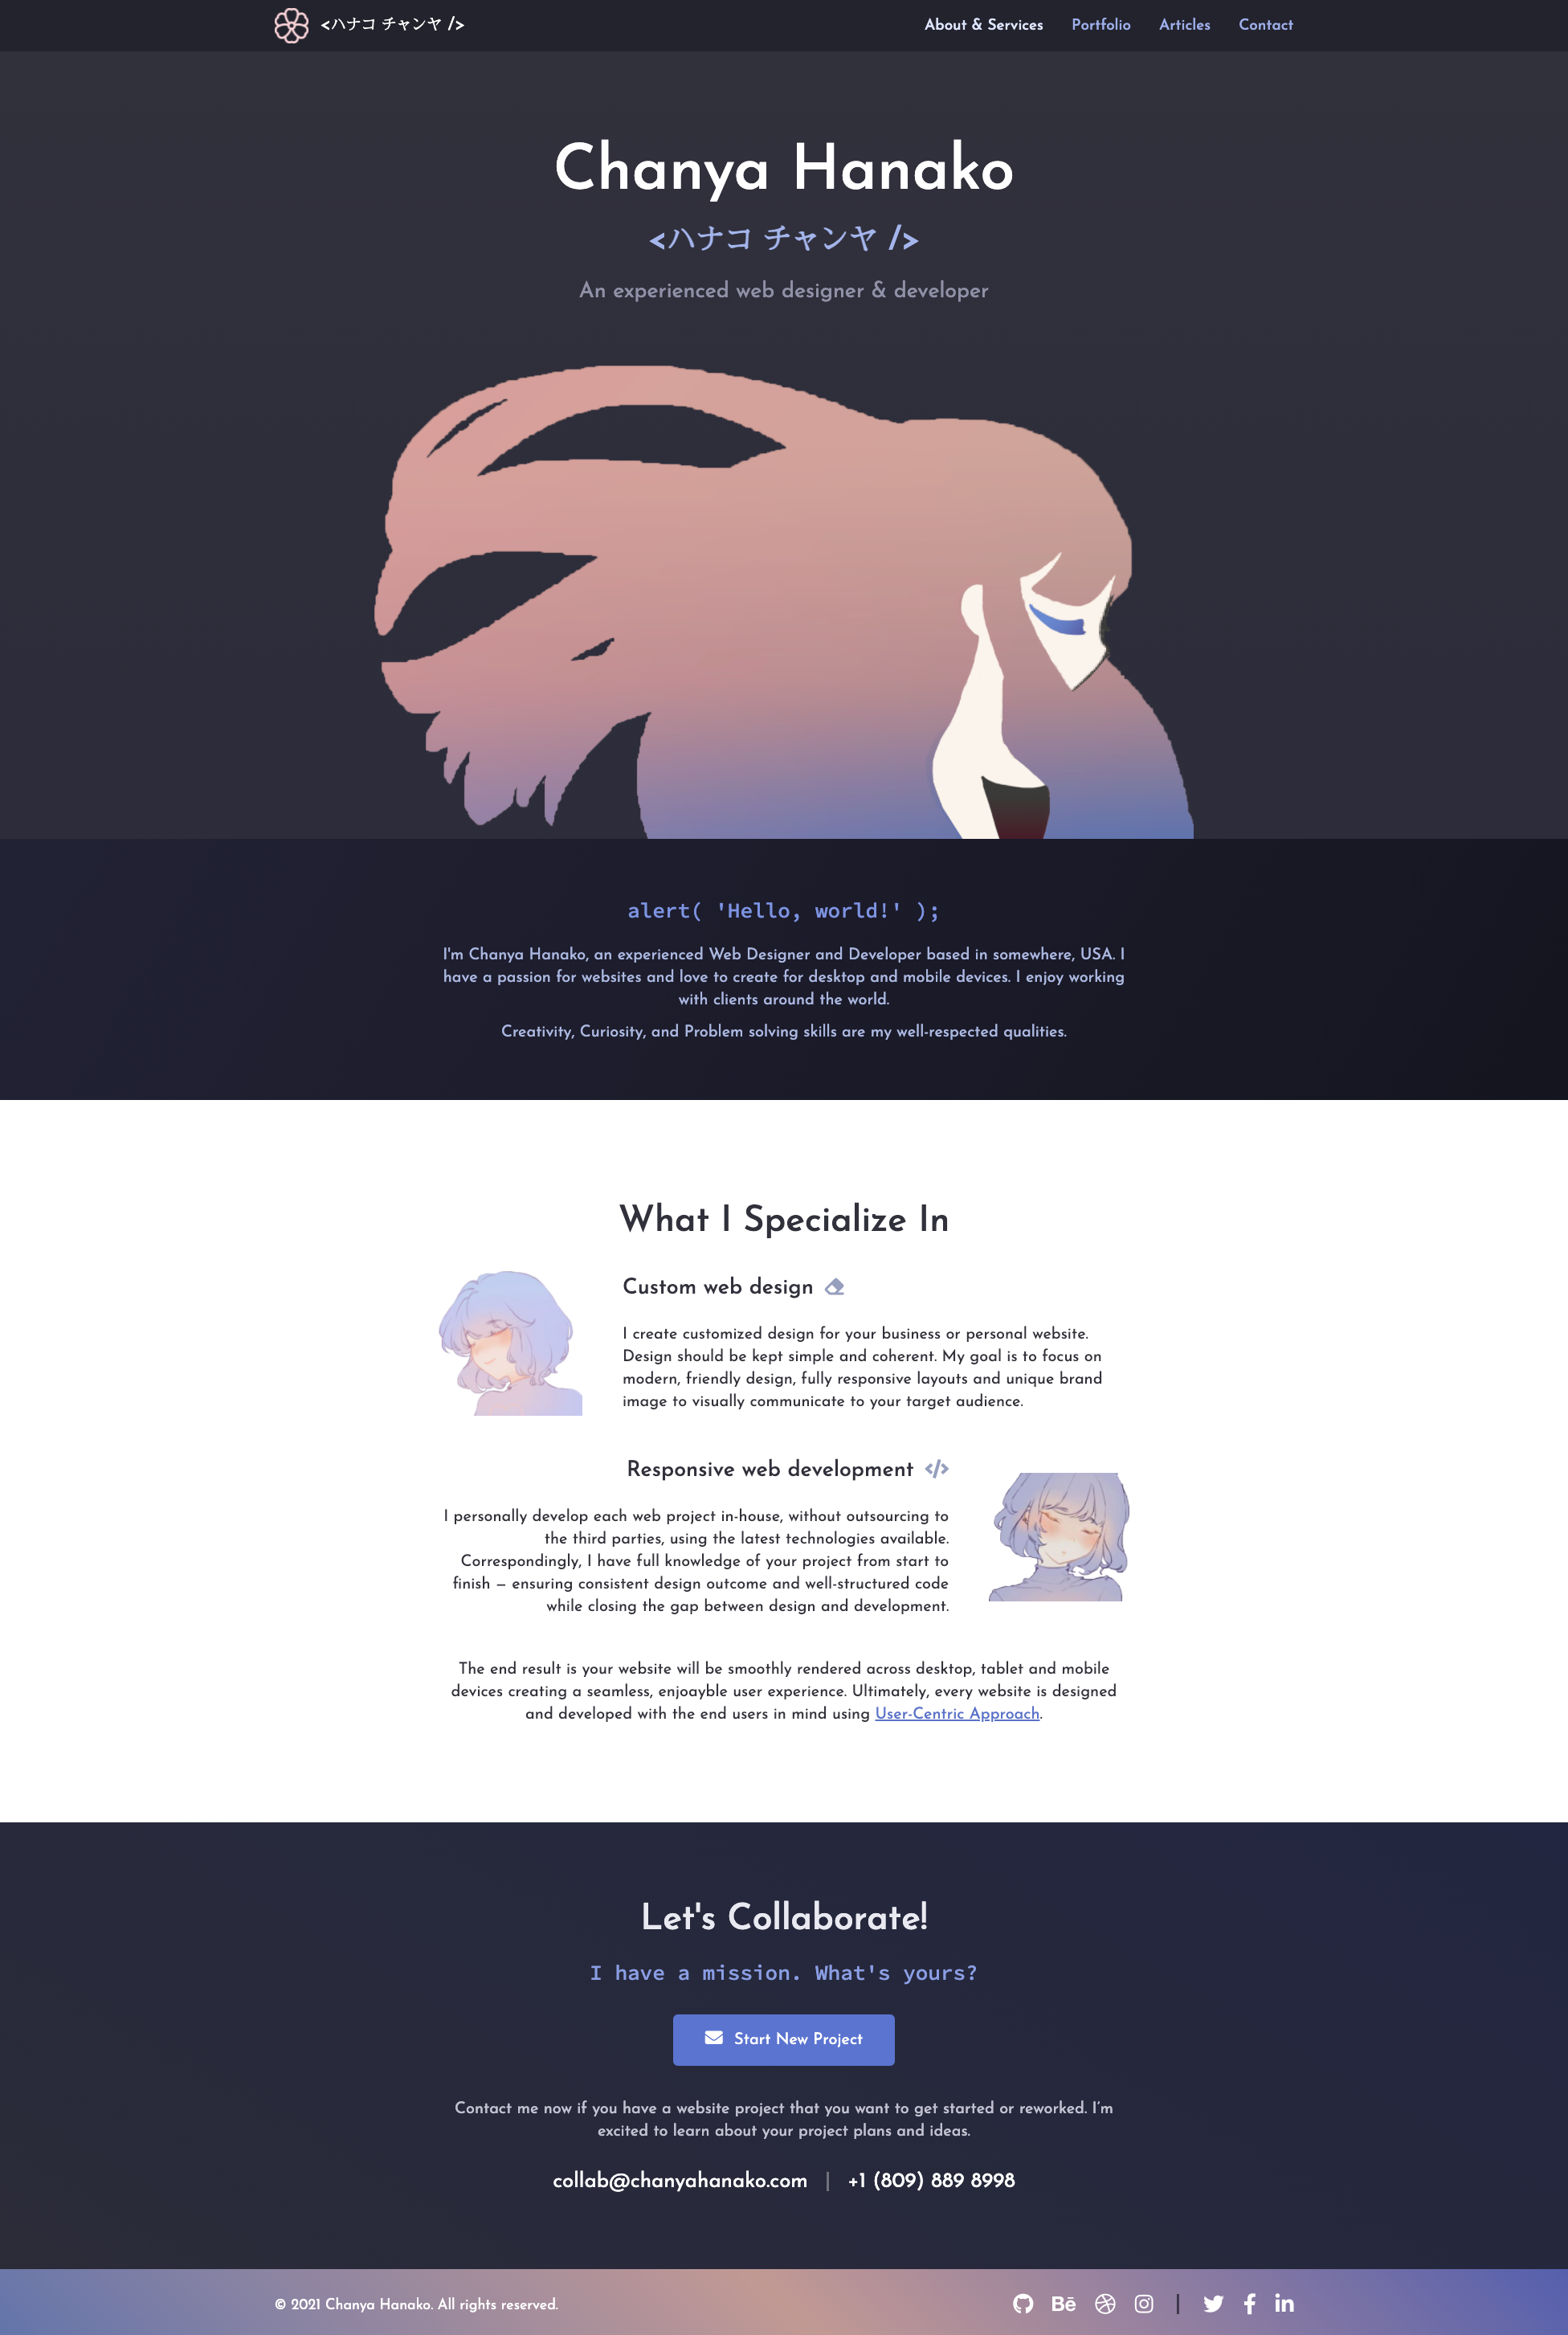 <ハナコ チャンヤ />
About & Services Portfolio Articles Contact
Chanya Hanako
<ハナコ チャンヤ />
An experienced web designer & developer
alert( 'Hello, world!' );
I'm Chanya Hanako, an experienced Web Designer and Developer based in somewhere, USA. I
have a passion for websites and love to create for desktop and mobile devices. I enjoy working
with clients around the world.
Creativity, Curiosity, and Problem solving skills are my well-respected qualities.
What I Specialize In
Custom web design
I create customized design for your business or personal website.
Design should be kept simple and coherent. My goal is to focus on
modern, friendly design, fully responsive layouts and unique brand
image to visually communicate to your target audience.
Responsive web development </>
I personally develop each web project in-house, without outsourcing to
the third parties, using the latest technologies available.
Correspondingly, I have full knowledge of your project from start to
finish – ensuring consistent design outcome and well-structured code
while closing the gap between design and development.
The end result is your website will be smoothly rendered across desktop, tablet and mobile
devices creating a seamless, enjoayble user experience. Ultimately, every website is designed
and developed with the end users in mind using User-Centric Approach.
Let's Collaborate!
I have a mission. What's yours?
Start New Project
Contact me now if you have a website project that you want to get started or reworked. I’m
excited to learn about your project plans and ideas.
collab@chanyahanako.com | +1 (809) 889 8998
© 2021 Chanya Hanako. All rights reserved.